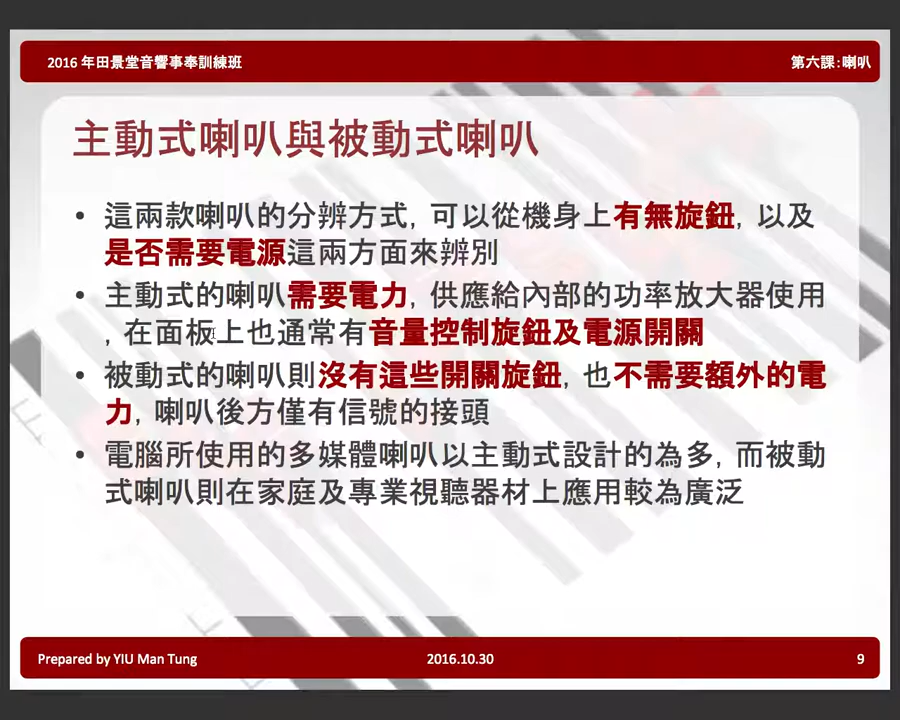 2016 年田景堂音響事奉訓練班
第六課:喇叭
主動式喇叭與被動式喇叭
• 這兩款喇叭的分辨方式, 可以從機身上有無旋鈕, 以及
是否需要電源這兩方面來辨別
• 主動式的喇叭需要電力, 供應給內部的功率放大器使用
, 在面板上也通常有音量控制旋鈕及電源開關
• 被動式的喇叭則沒有這些開關旋鈕, 也不需要額外的電
力, 喇叭後方僅有信號的接頭
• 電腦所使用的多媒體喇叭以主動式設計的為多, 而被動
式喇叭則在家庭及專業視聽器材上應用較為廣泛
Prepared by YIU Man Tung
2016.10.30
9